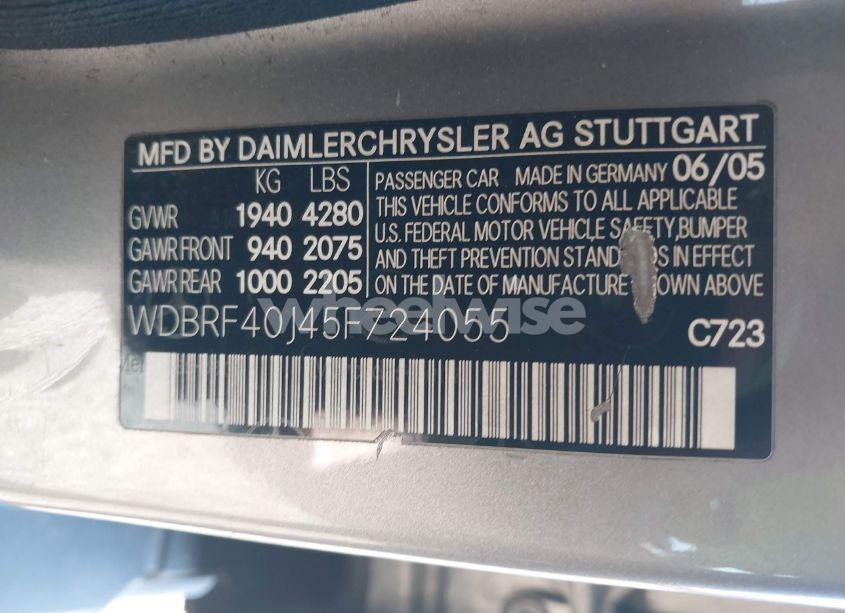 MFD BY DAIMLERCHRYSLER AG STUTTGART
KG LBS
GVWR 1940 4280
GAWR FRONT 940 2075
GAWR REAR 1000 2205
PASSENGER CAR MADE IN GERMANY 06/05
THIS VEHICLE CONFORMS TO ALL APPLICABLE
U.S. FEDERAL MOTOR VEHICLE SAFETY,BUMPER
AND THEFT PREVENTION IN EFFECT
ON THE DATE OF MANUFACTURE ABOVE
WDBRF40J45F724055
C723
wheelwise